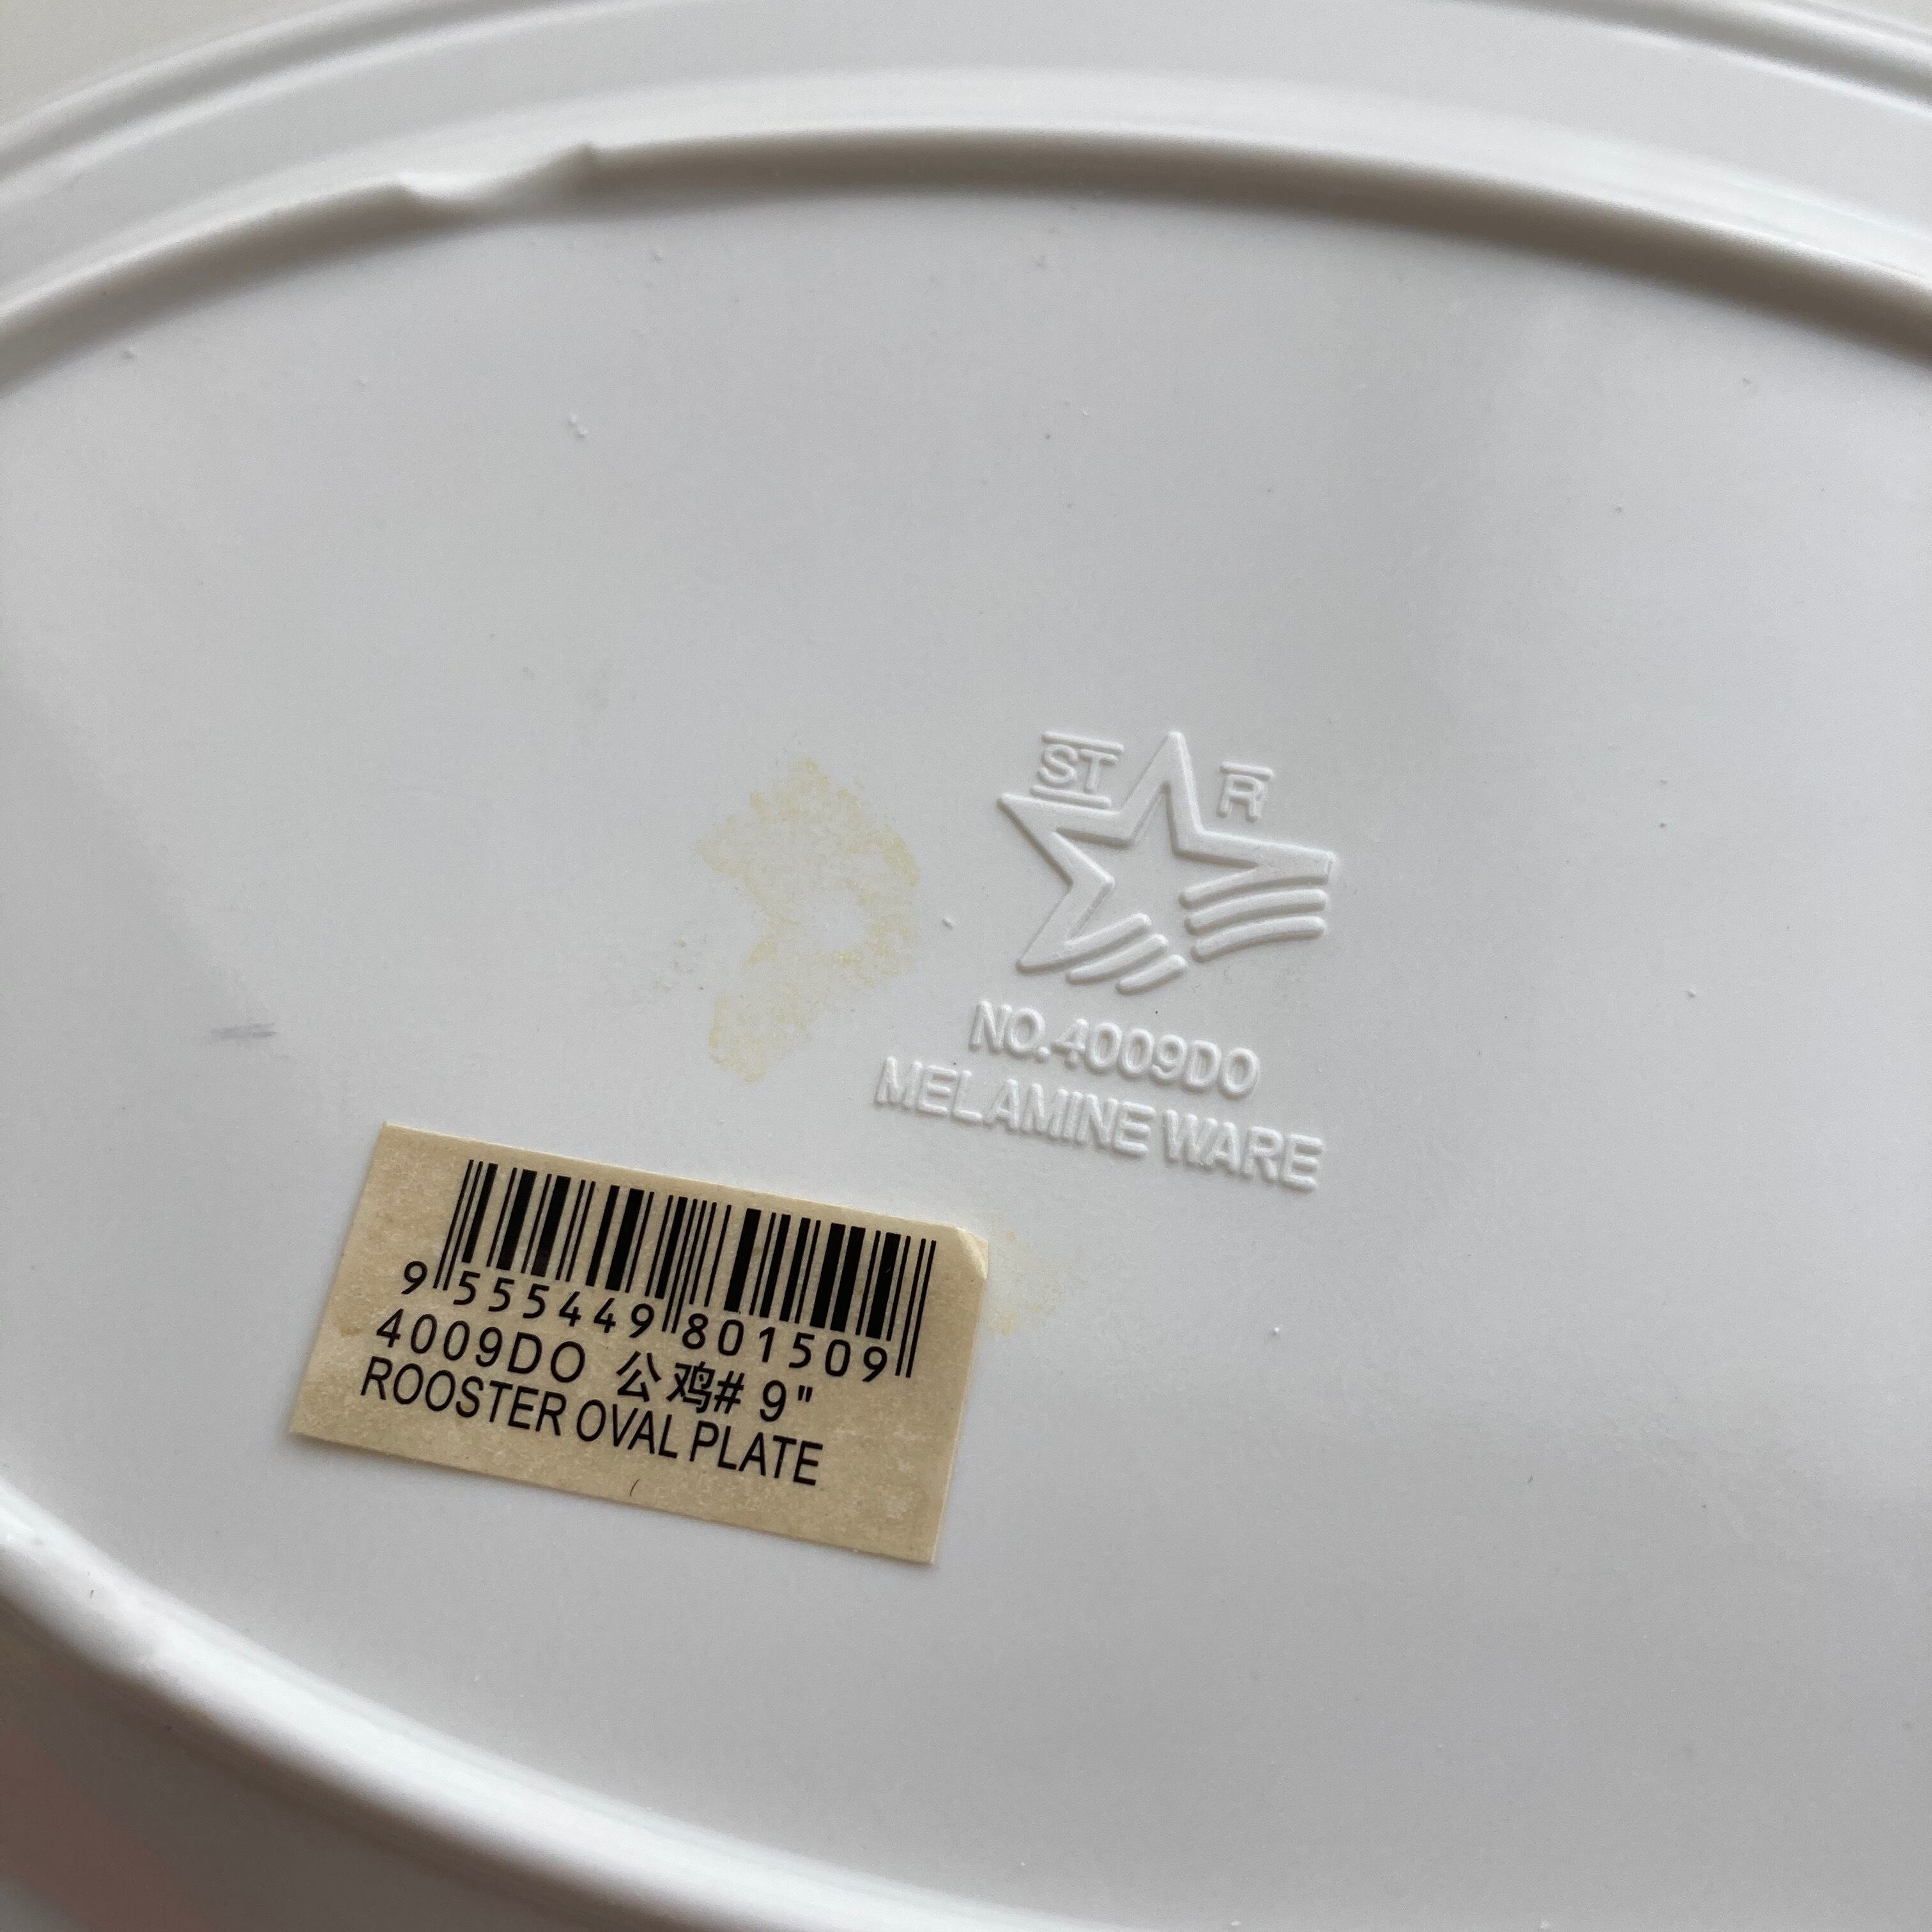 ST R
NO.4009DO
MELAMINE WARE
9 555449 801509
4009DO 公鸡# 9"
ROOSTER OVAL PLATE